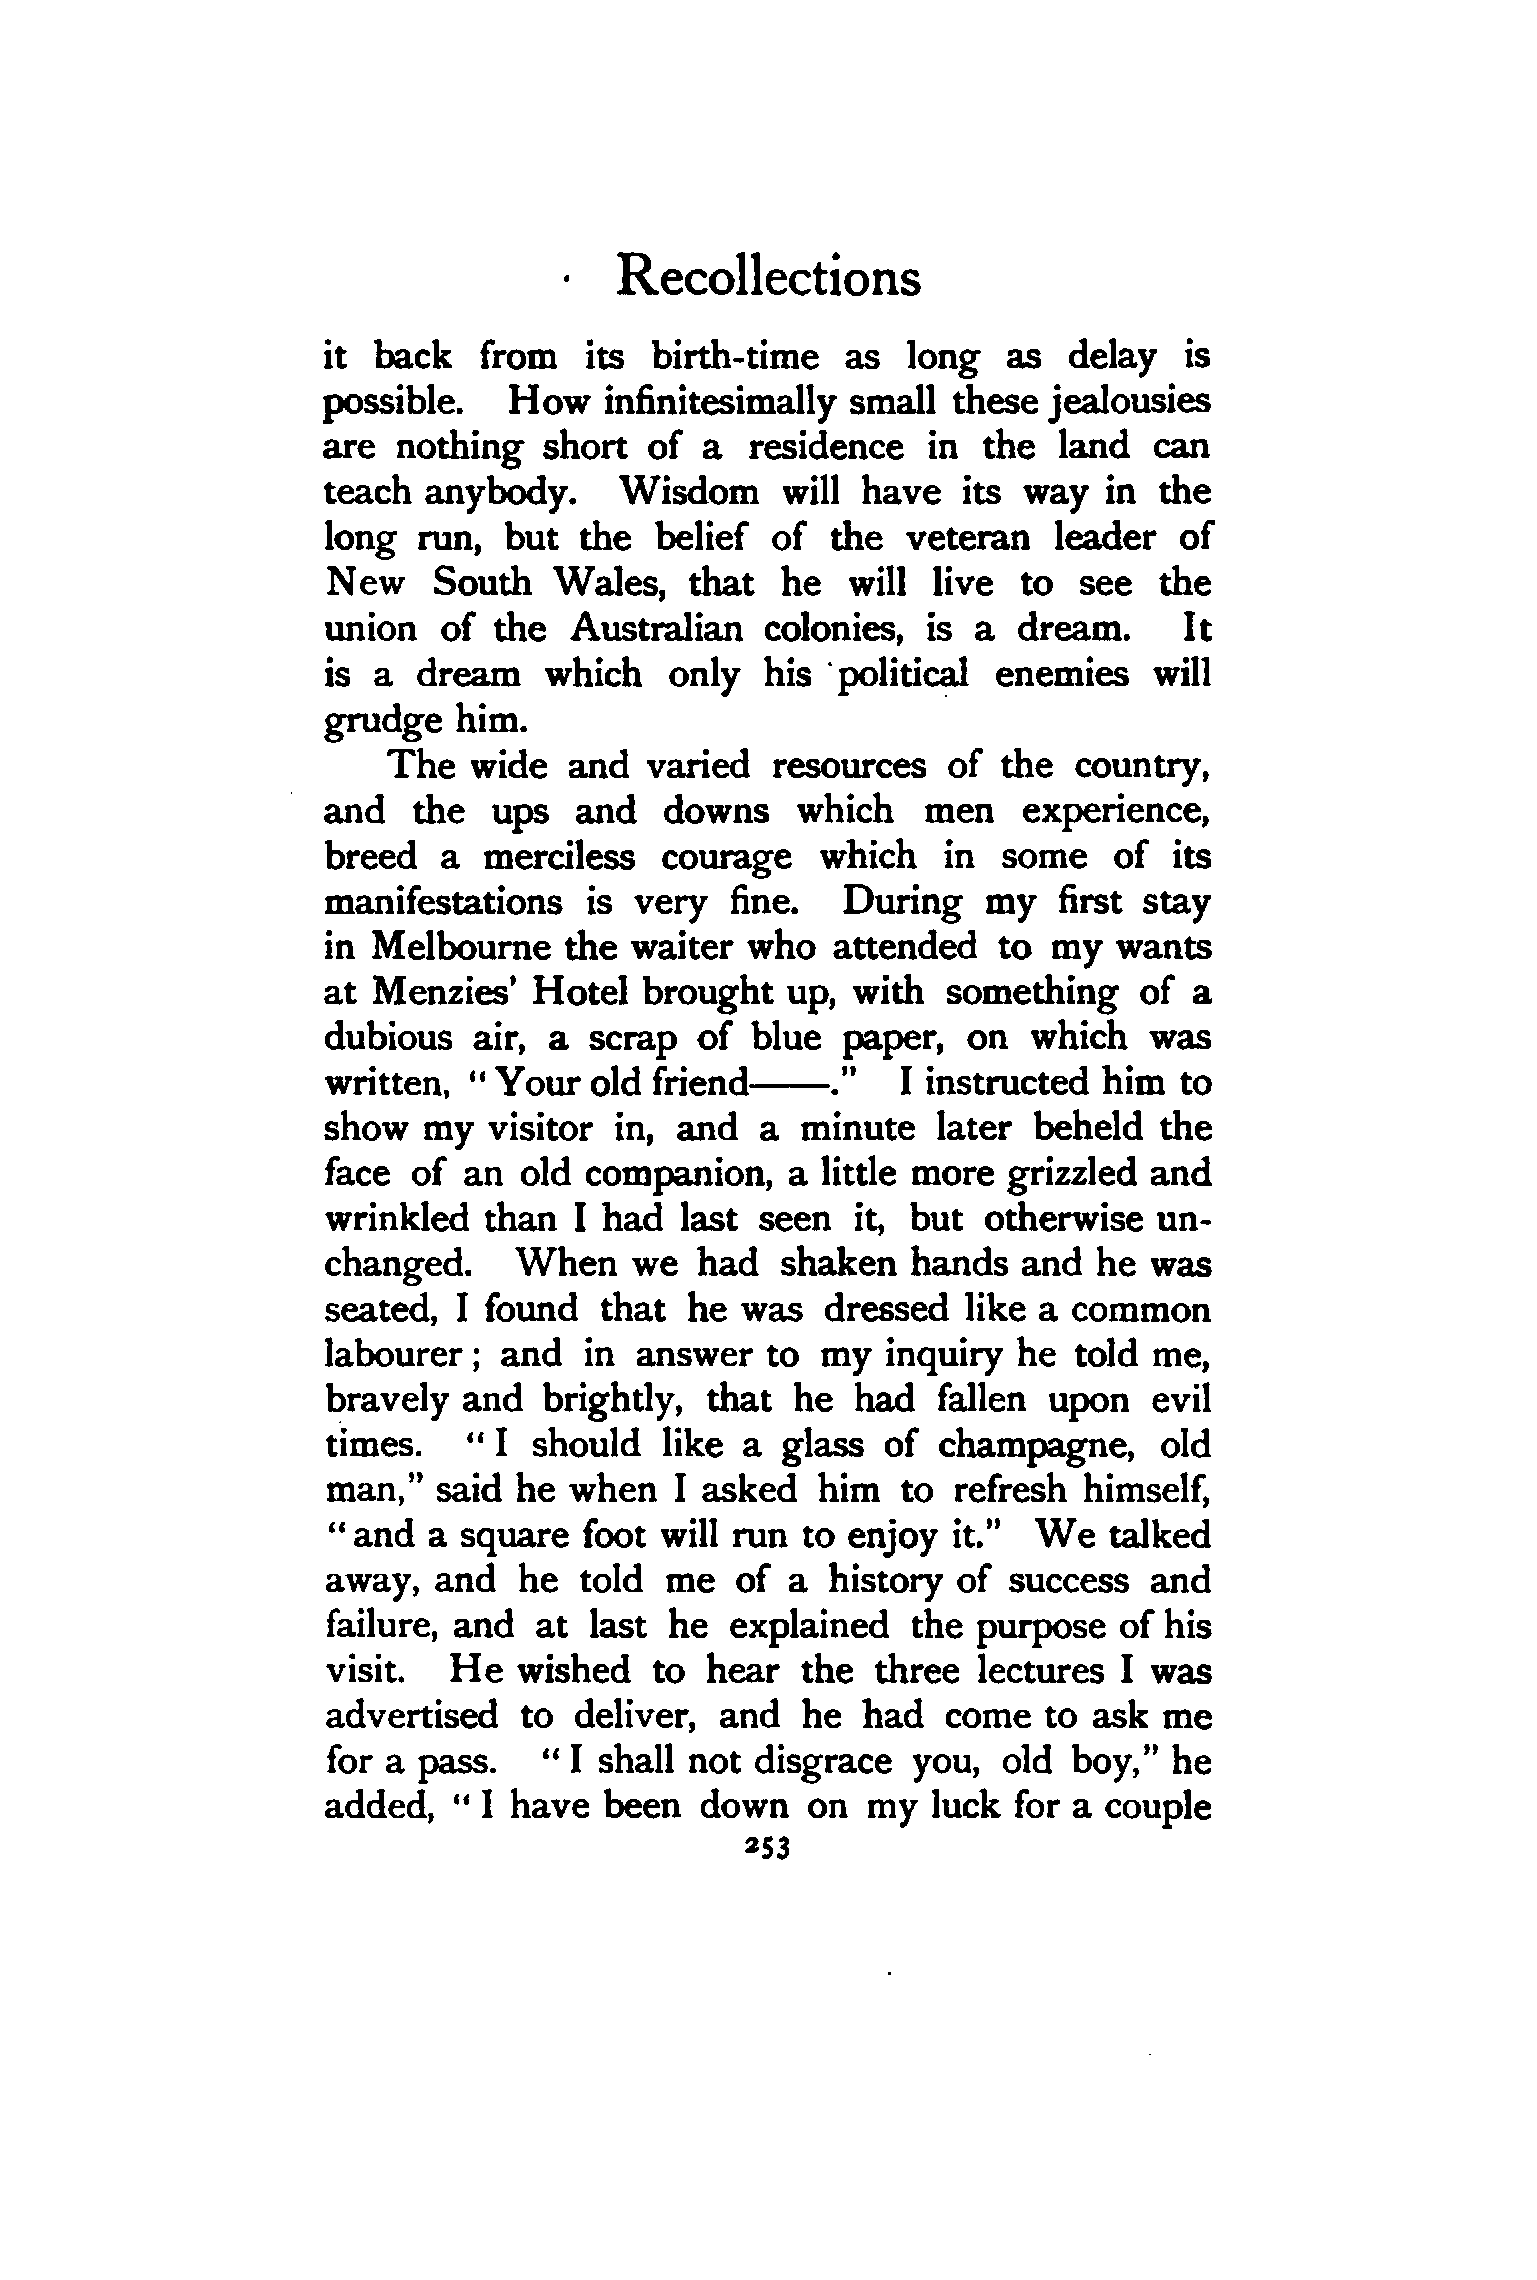 Recollections
it back from its birth-time as long as delay is
possible. How infinitesimally small these jealousies
are nothing short of a residence in the land can
teach anybody. Wisdom will have its way in the
long run, but the belief of the veteran leader of
New South Wales, that he will live to see the
union of the Australian colonies, is a dream. It
is a dream which only his political enemies will
grudge him.
The wide and varied resources of the country,
and the ups and downs which men experience,
breed a merciless courage which in some of its
manifestations is very fine. During my first stay
in Melbourne the waiter who attended to my wants
at Menzies' Hotel brought up, with something of a
dubious air, a scrap of blue paper, on which was
written, "Your old friend——." I instructed him to
show my visitor in, and a minute later beheld the
face of an old companion, a little more grizzled and
wrinkled than I had last seen it, but otherwise un-
changed. When we had shaken hands and he was
seated, I found that he was dressed like a common
labourer; and in answer to my inquiry he told me,
bravely and brightly, that he had fallen upon evil
times. "I should like a glass of champagne, old
man," said he when I asked him to refresh himself,
"and a square foot will run to enjoy it." We talked
away, and he told me of a history of success and
failure, and at last he explained the purpose of his
visit. He wished to hear the three lectures I was
advertised to deliver, and he had come to ask me
for a pass. "I shall not disgrace you, old boy," he
added, "I have been down on my luck for a couple
253